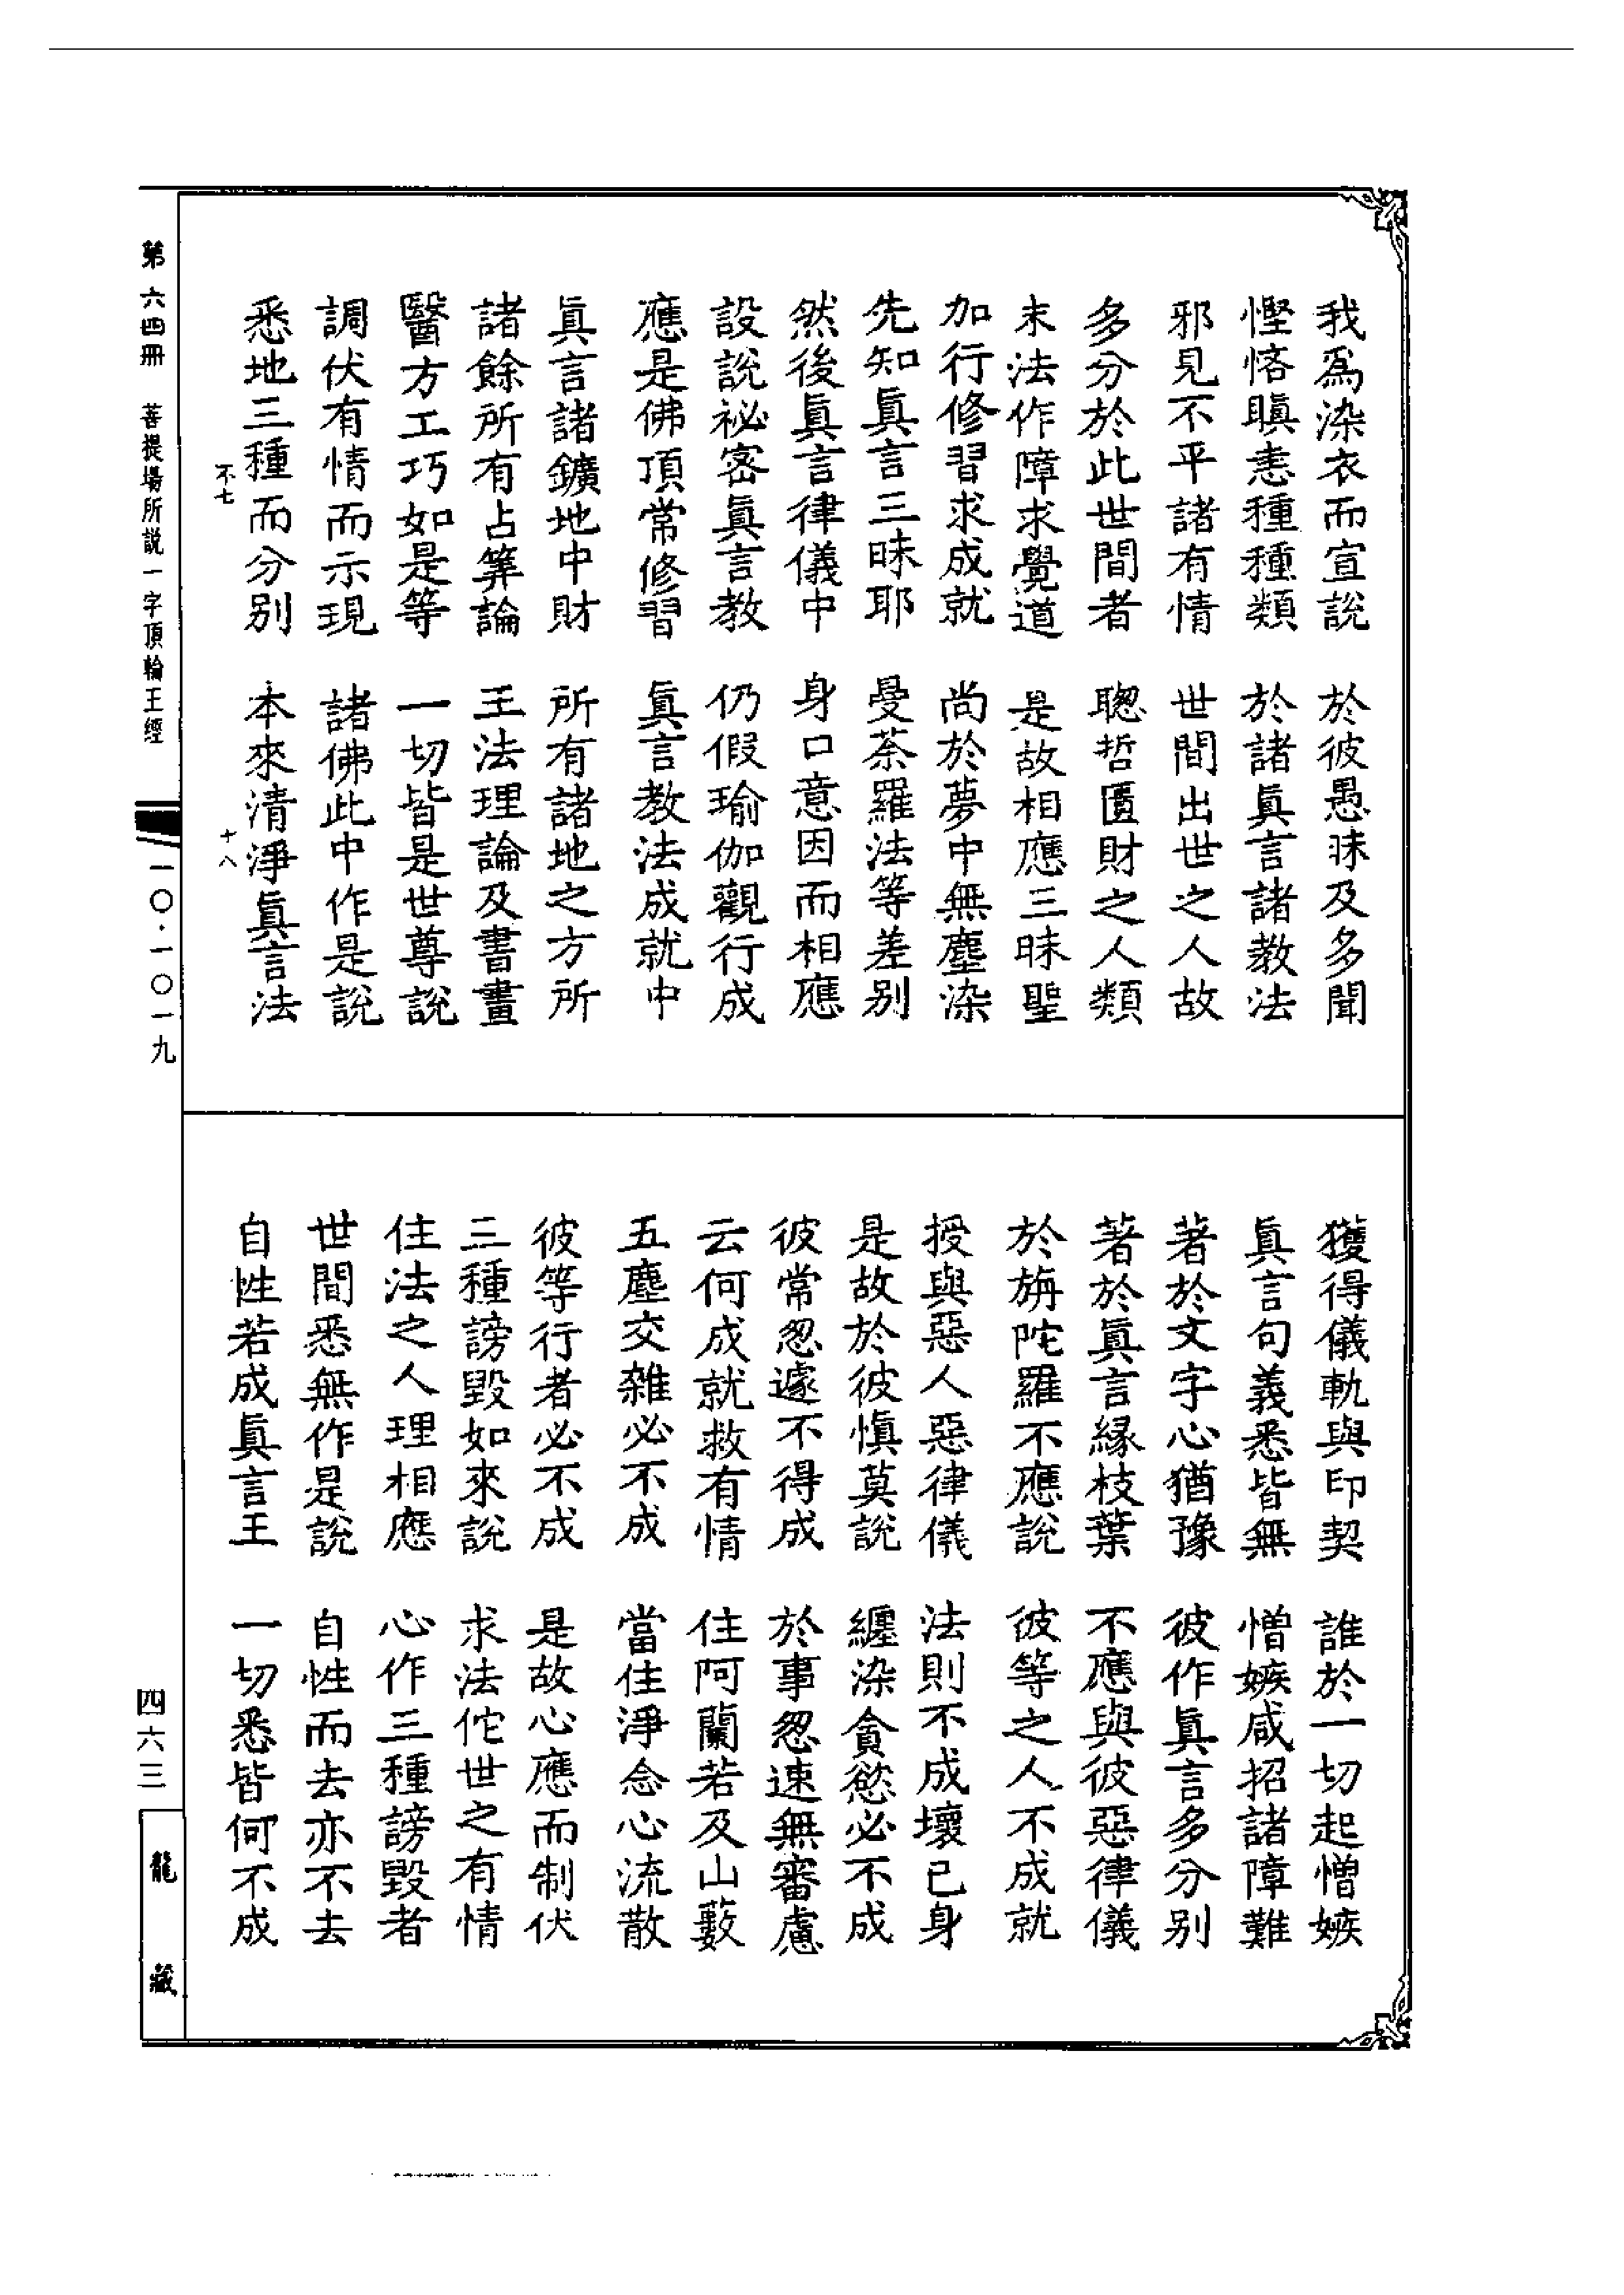 我爲染衣而宣說　於彼愚昧及多聞
慳悋瞋恚種種類　於諸眞言諸教法
邪見不平諸有情　世間出世之人故
多分於此世間者　聰哲匱財之人類
末法作障求覺道　是故相應三昧聖
加行修習求成就　尚於夢中無塵染
先知眞言三昧耶　曼荼羅法等差別
然後眞言律儀中　身口意因而相應
設說祕密眞言教　仍假瑜伽觀行成
應是佛頂常修習　眞言教法成就中
眞言諸鑛地中財　所有諸地之方所
諸餘所有占筭論　王法理論及書畫
醫方工巧如是等　一切皆是世尊說
調伏有情而示現　諸佛此中作是說
悉地三種而分別　本來清淨眞言法
不七　十八
獲得儀軌與印契　誰於一切起憎嫉
眞言句義悉皆無　憎嫉咸招諸障難
著於文字心猶豫　彼作眞言多分別
著於眞言緣枝葉　不應與彼惡律儀
於旃陀羅不應說　彼等之人不成就
授與惡人惡律儀　法則不成壞已身
是故於彼愼莫說　纏染貪慾必不成
彼常怱遽不得成　於事怱速無審慮
云何成就救有情　住阿蘭若及山藪
五塵交雜必不成　當住淨念心流散
彼等行者必不成　是故心應而制伏
三種謗毀如來說　求法佗世之有情
住法之人理相應　心作三種謗毀者
世間悉無作是說　自性而去亦不去
自性若成眞言王　一切悉皆何不成
第六四冊　菩提場所說一字頂輪王經
一〇·一〇一九
四六三
龍藏